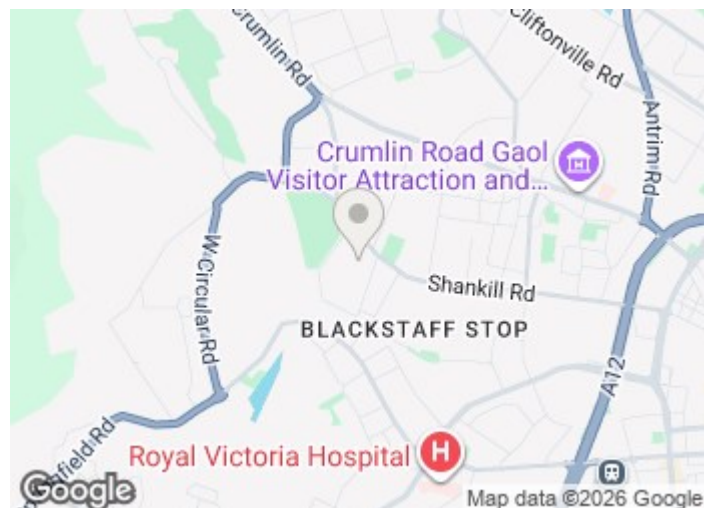 Crumlin Rd
Cliftonville Rd
Antrim Rd
Crumlin Road Gaol
Visitor Attraction and...
H
W Circular Rd
Shankill Rd
BLACKSTAFF STOP
A12
Royal Victoria Hospital
H
Google
Map data ©2026 Google